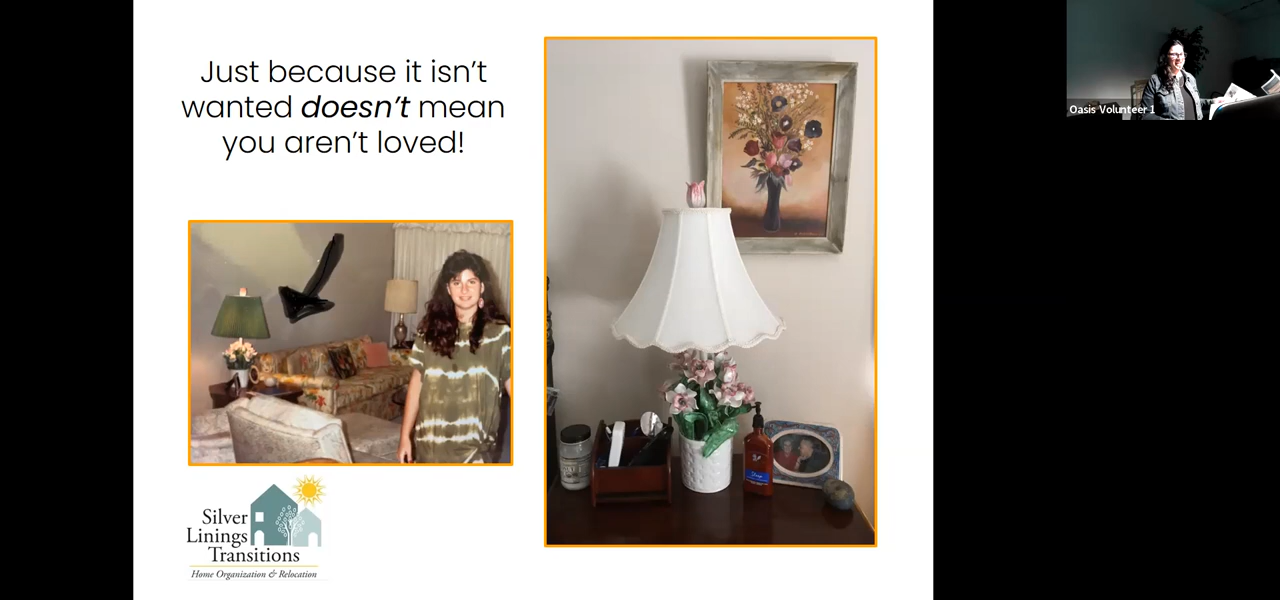 Just because it isn't
wanted doesn't mean
you aren't loved!
Silver
Linings
Transitions
Home Organization & Relocation
Oasis Volunteer 1